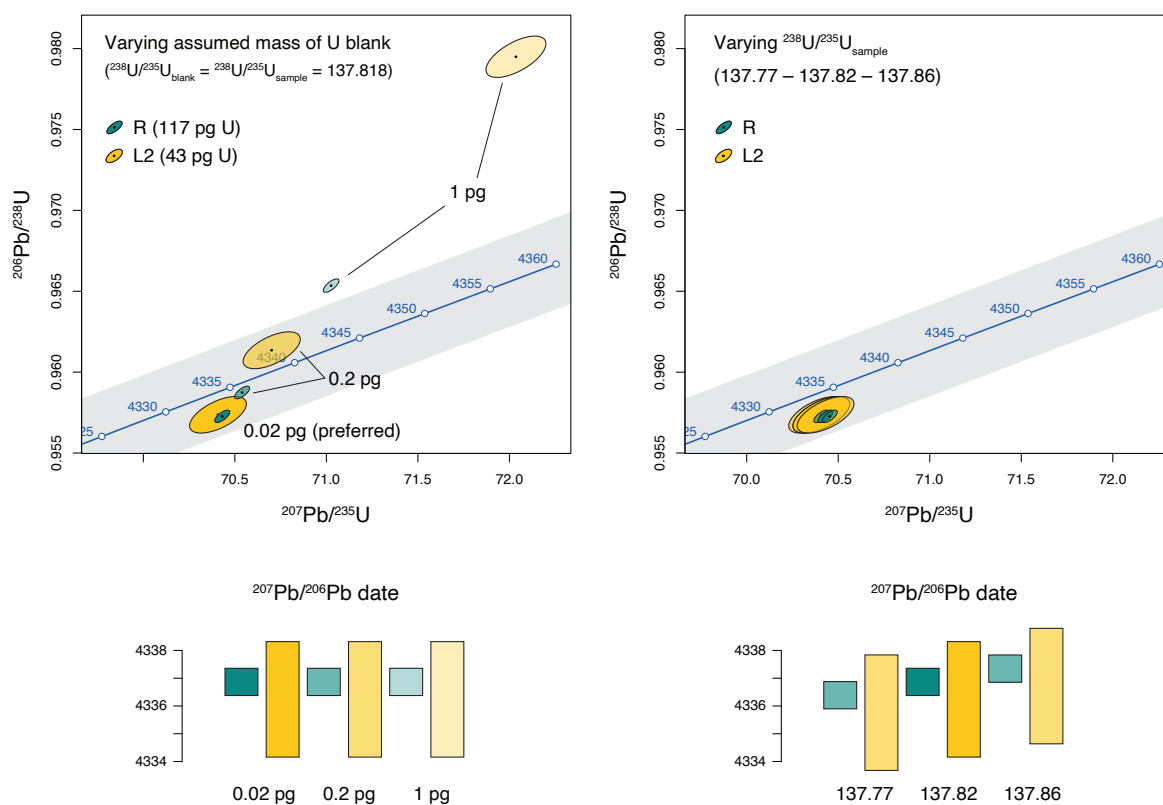 Varying assumed mass of U blank
(²³⁸U/²³⁵U_blank = ²³⁸U/²³⁵U_sample = 137.818)
R (117 pg U)
L2 (43 pg U)
1 pg
0.2 pg
0.02 pg (preferred)
25
4330
4335
4340
4345
4350
4355
4360
0.980
0.975
0.970
0.965
0.960
0.955
²⁰⁶Pb/²³⁸U
70.5
71.0
71.5
72.0
²⁰⁷Pb/²³⁵U
Varying ²³⁸U/²³⁵U_sample
(137.77 – 137.82 – 137.86)
R
L2
4330
4335
4340
4345
4350
4355
4360
0.980
0.975
0.970
0.965
0.960
0.955
²⁰⁶Pb/²³⁸U
70.0
70.5
71.0
71.5
72.0
²⁰⁷Pb/²³⁵U
²⁰⁷Pb/²⁰⁶Pb date
4338
4336
4334
0.02 pg
0.2 pg
1 pg
²⁰⁷Pb/²⁰⁶Pb date
4338
4336
4334
137.77
137.82
137.86